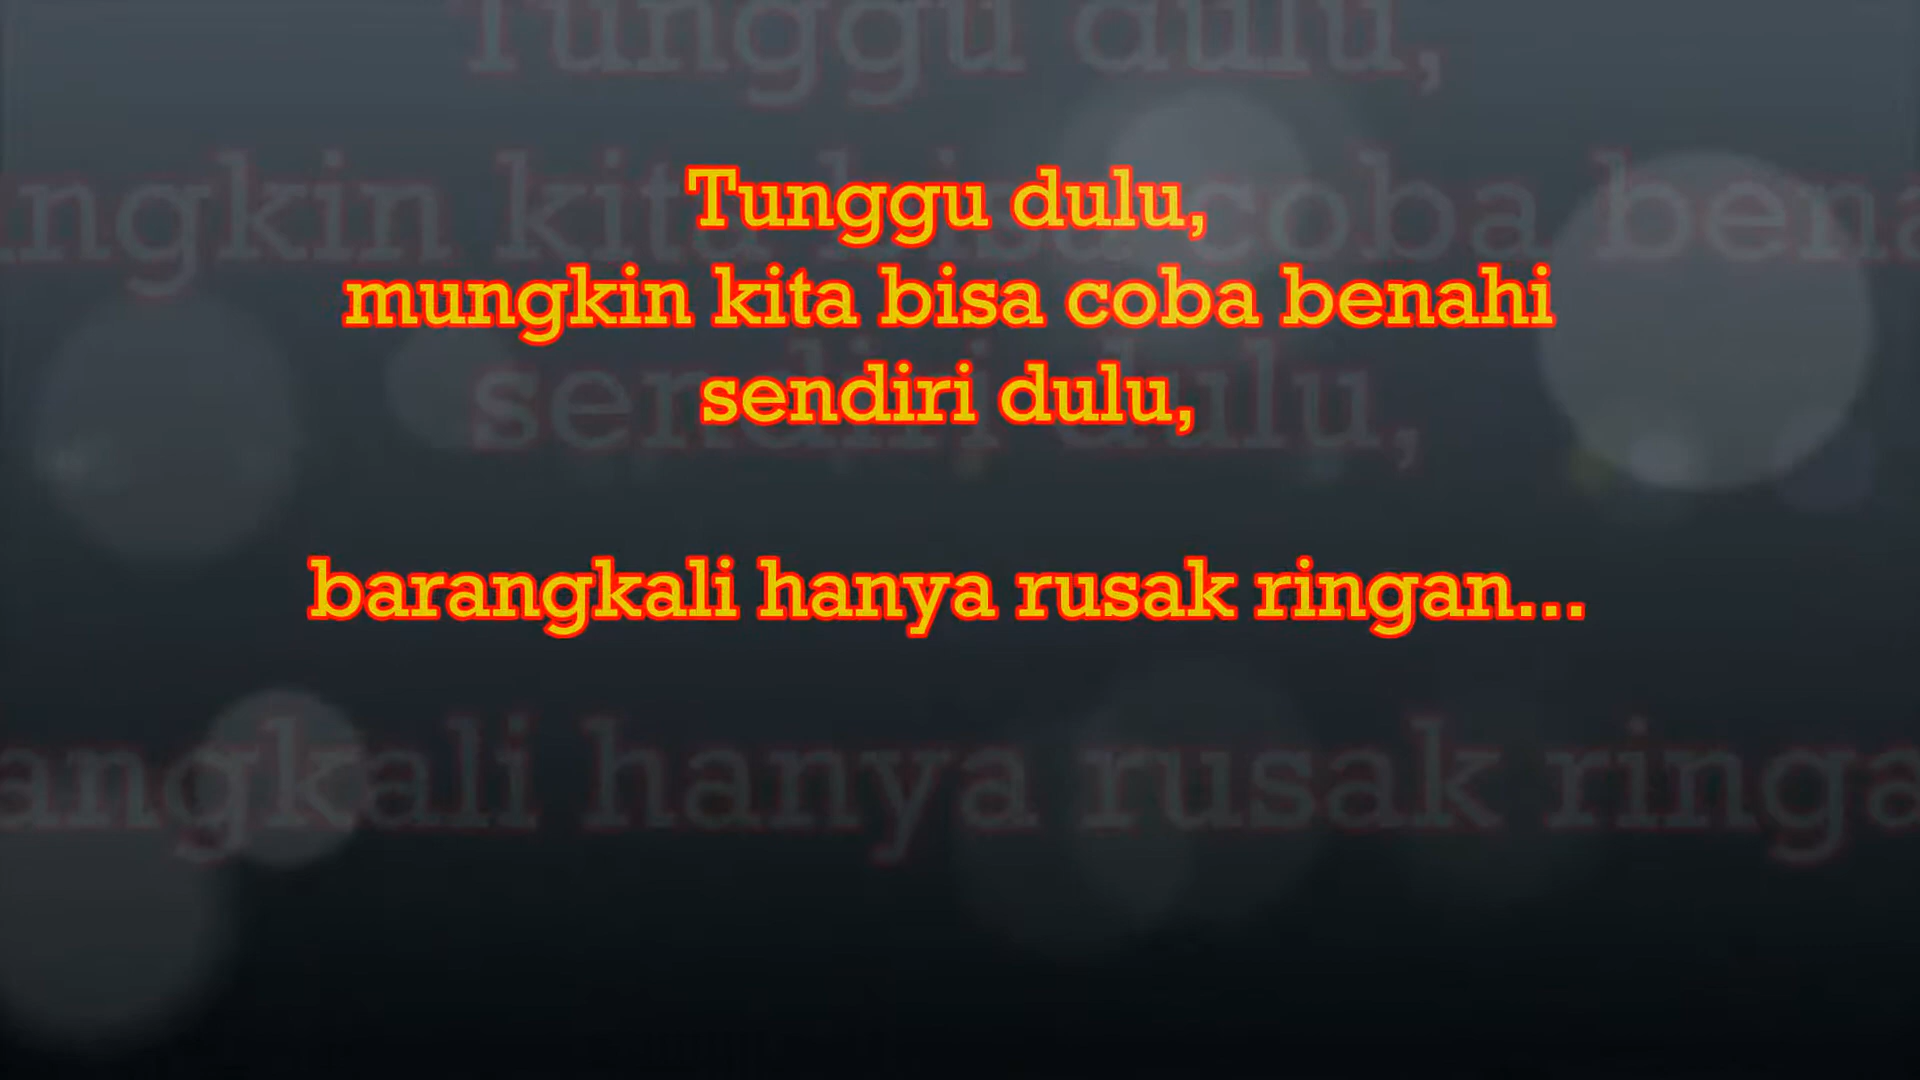 Tunggu dulu,
mungkin kita bisa coba benahi
sendiri dulu,
barangkali hanya rusak ringan...